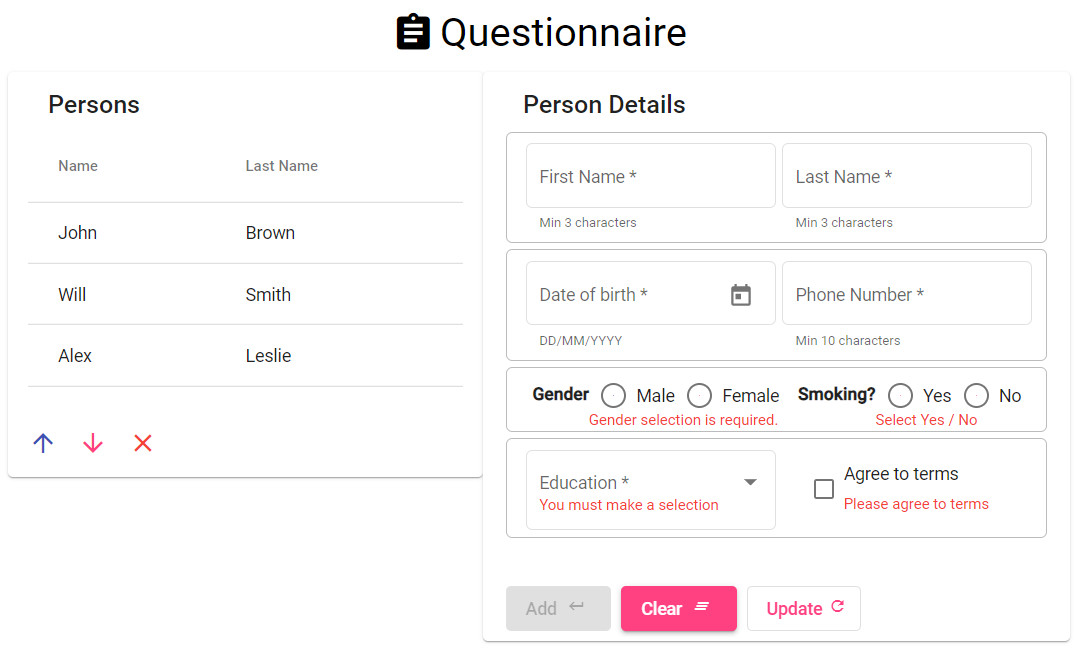 Questionnaire
Persons
Name Last Name
John Brown
Will Smith
Alex Leslie
Person Details
First Name * Last Name *
Min 3 characters Min 3 characters
Date of birth * Phone Number *
DD/MM/YYYY Min 10 characters
Gender Male Female Smoking? Yes No
Gender selection is required. Select Yes / No
Education *
You must make a selection
Agree to terms
Please agree to terms
Add Clear Update